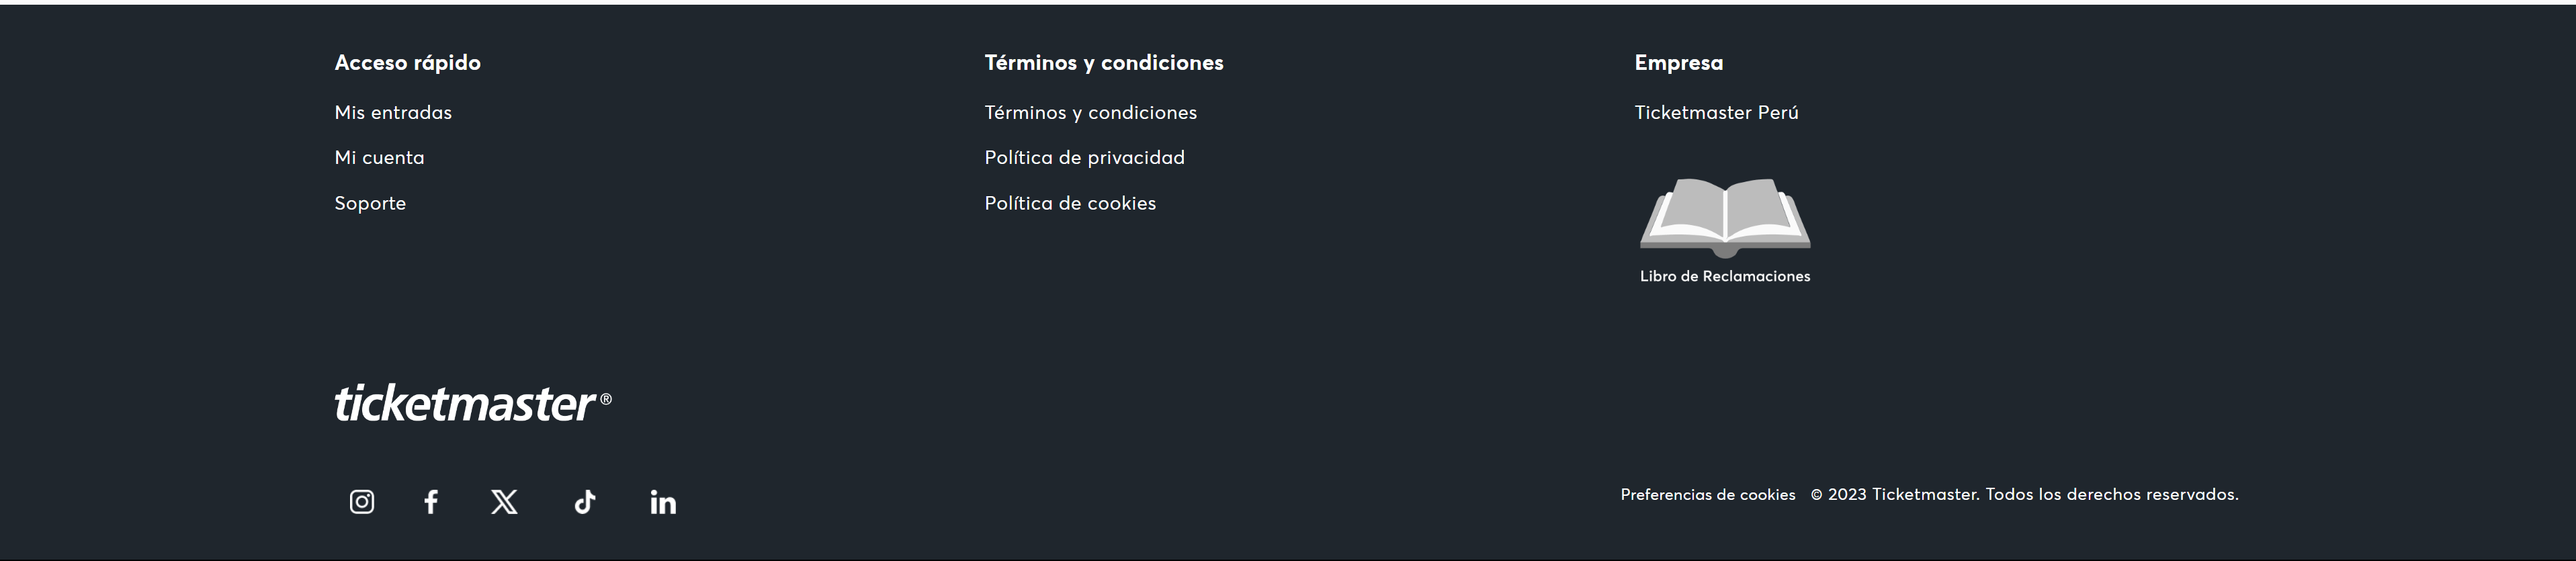 Acceso rápido
Mis entradas
Mi cuenta
Soporte
Términos y condiciones
Términos y condiciones
Política de privacidad
Política de cookies
Empresa
Ticketmaster Perú
Libro de Reclamaciones
ticketmaster®
Preferencias de cookies © 2023 Ticketmaster. Todos los derechos reservados.